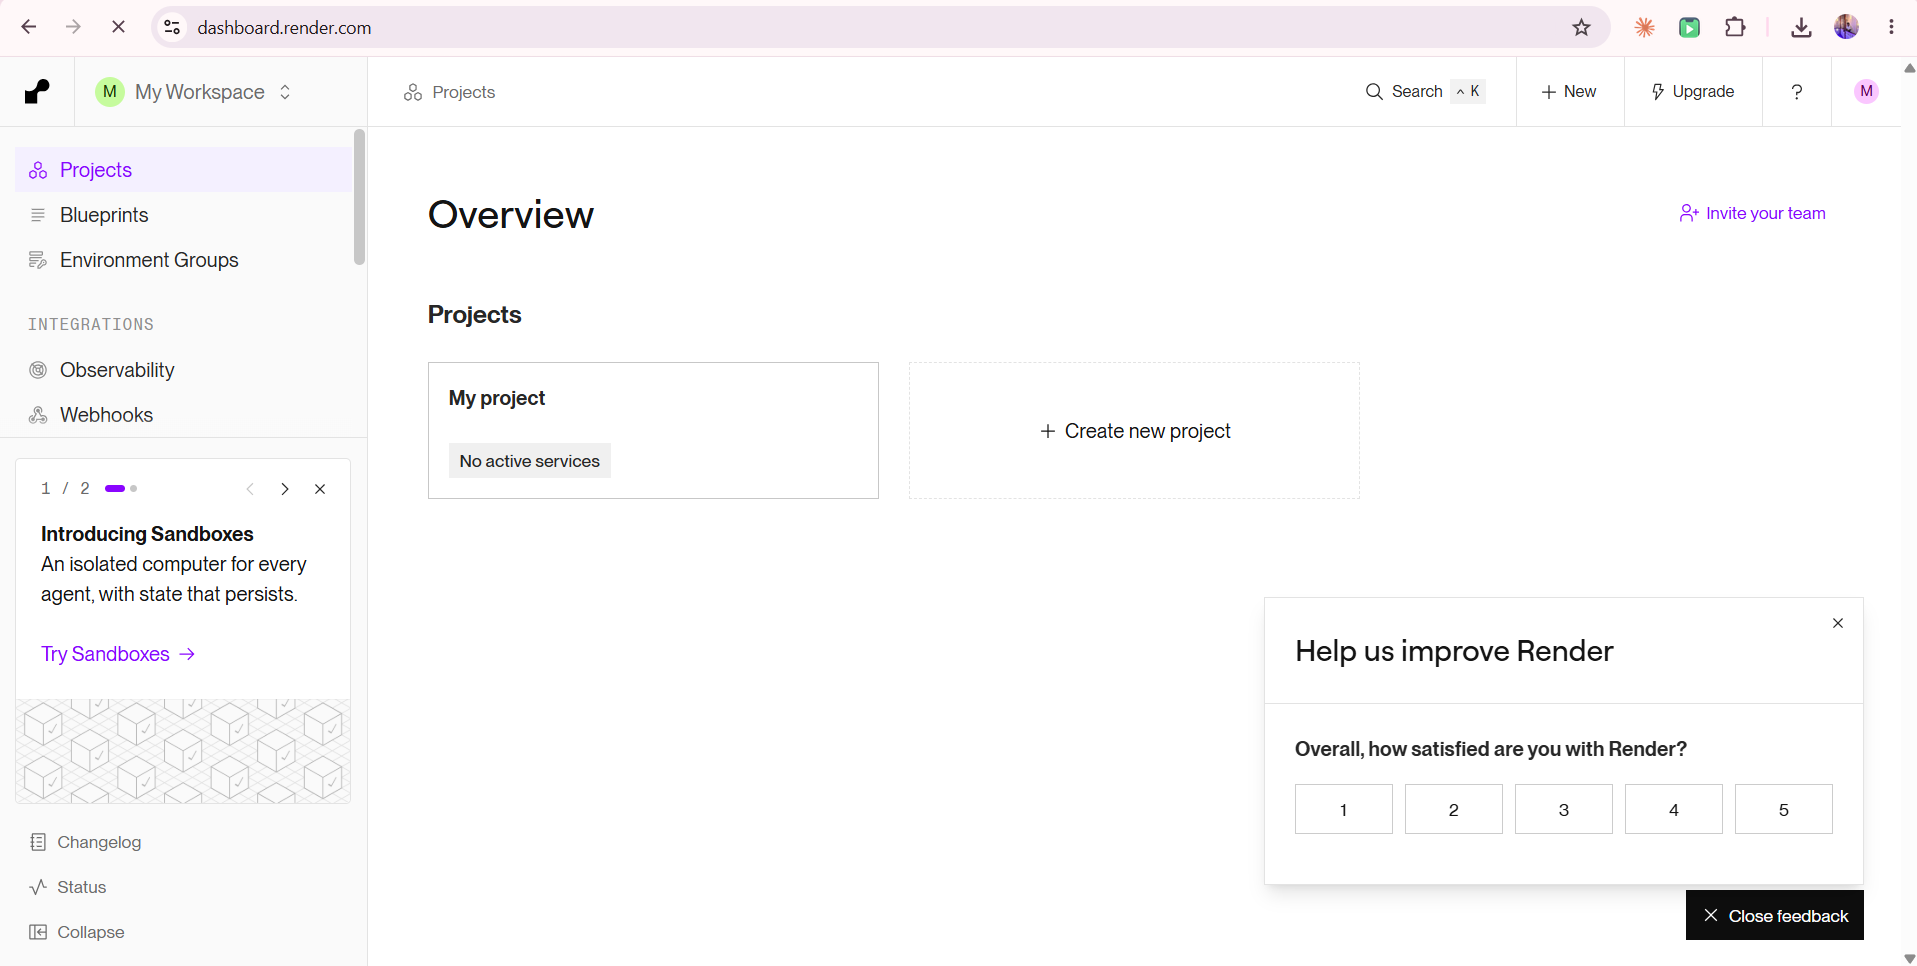 dashboard.render.com
M My Workspace
Projects
Search ^ K
+ New
Upgrade
?
M
Projects
Blueprints
Environment Groups
INTEGRATIONS
Observability
Webhooks
1 / 2
Introducing Sandboxes
An isolated computer for every
agent, with state that persists.
Try Sandboxes →
Changelog
Status
Collapse
Overview
Invite your team
Projects
My project
No active services
+ Create new project
Help us improve Render
Overall, how satisfied are you with Render?
1 2 3 4 5
Close feedback